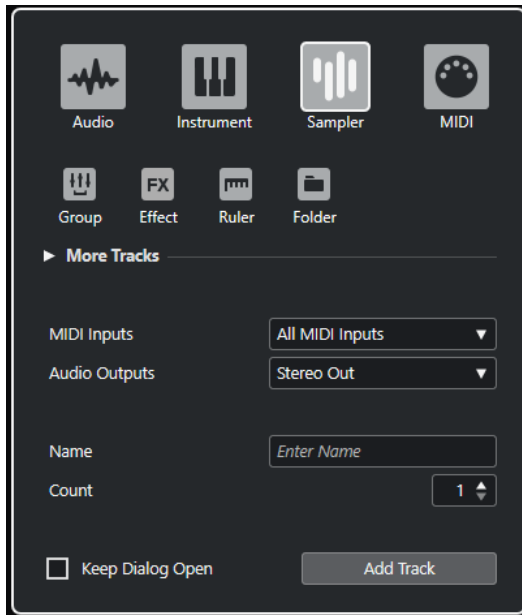 Audio Instrument Sampler MIDI
FX
Group Effect Ruler Folder
More Tracks
MIDI Inputs All MIDI Inputs
Audio Outputs Stereo Out
Name Enter Name
Count 1
Keep Dialog Open Add Track